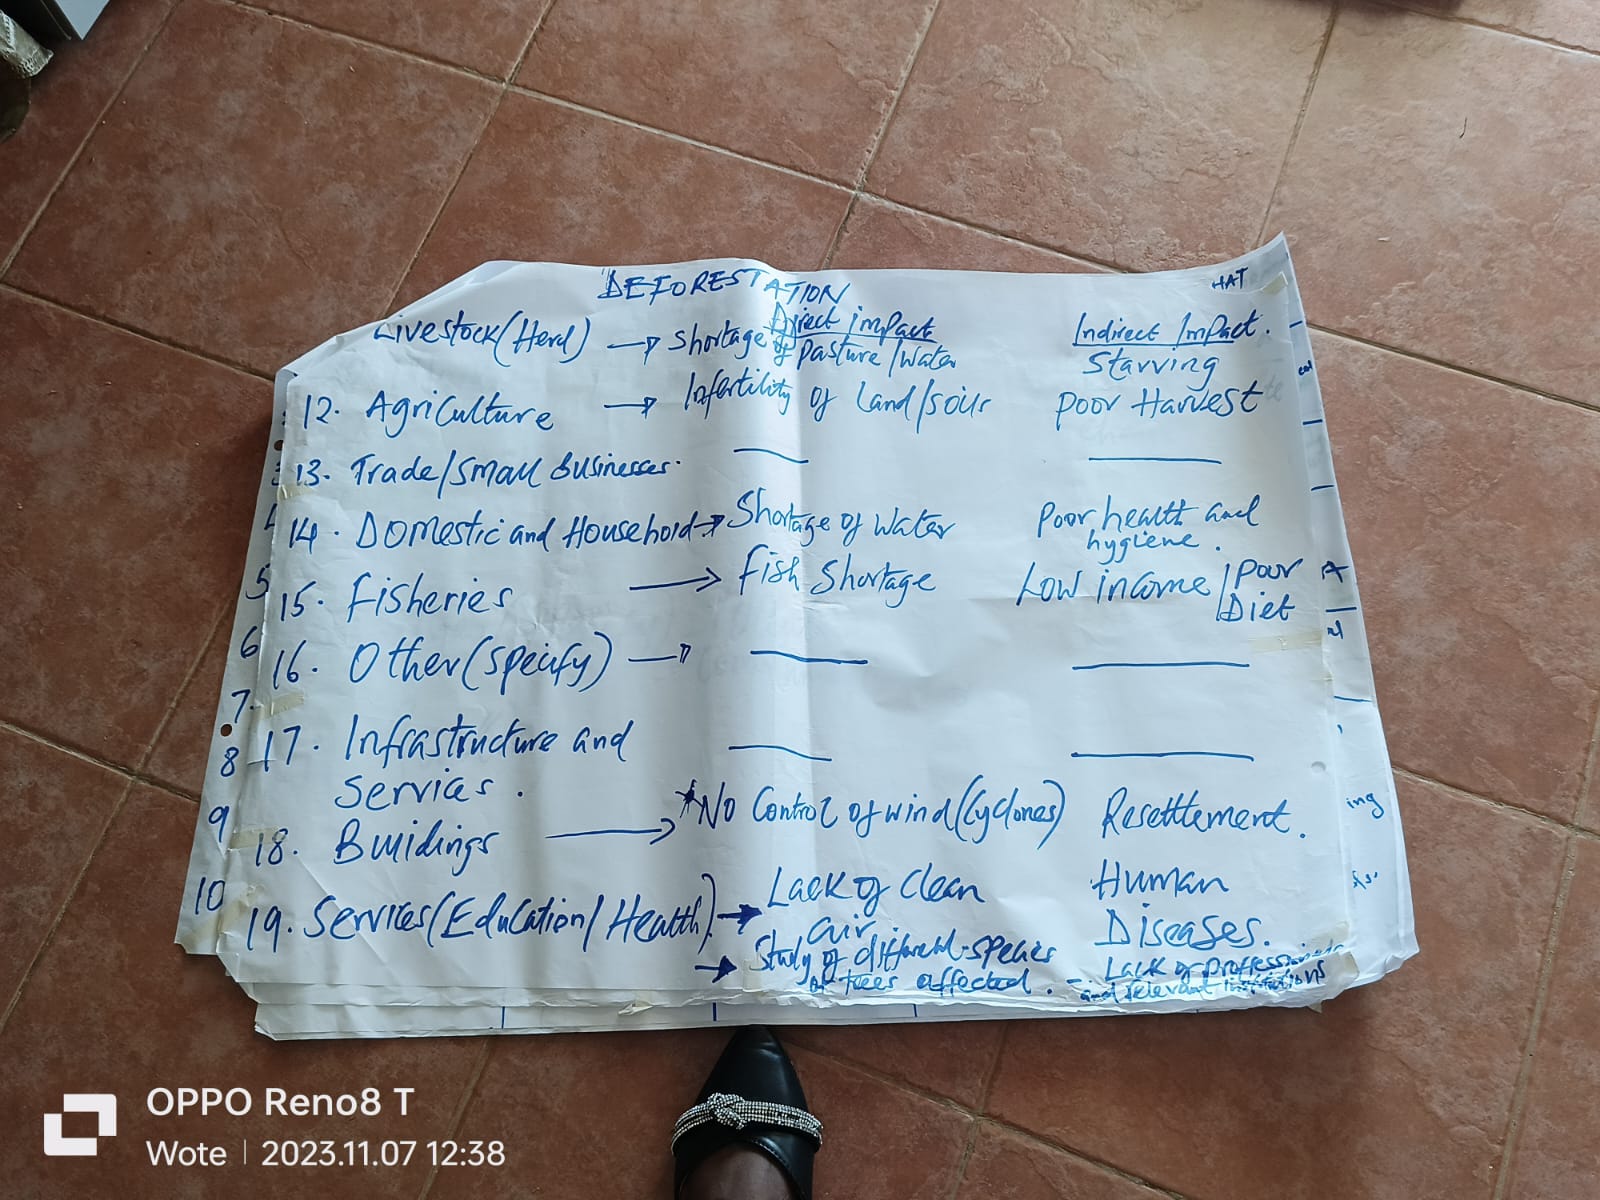 DEFORESTATION
HAT
Direct impact
Indirect Impact.
Livestock(Herd) → Shortage of pasture/water
Starving
12. Agriculture → Infertility of land/soils
poor Harvest
13. Trade/Small Businesses.
14. Domestic and Household → Shortage of water
Poor health and
hygiene.
15. Fisheries → Fish Shortage
Low income/Poor
Diet
16. Other(specify) →
17. Infrastructure and
Services.
18. Buildings → *No Control of wind(Cyclones)
Resettlement.
19. Services(Education/Health). → Lack of clean
air
Human
Diseases.
→ Study of different species
of trees affected.
- Lack of professionals
and relevant institutions
5
6
7.
8
9
10
ing
OPPO Reno8 T
Wote | 2023.11.07 12:38